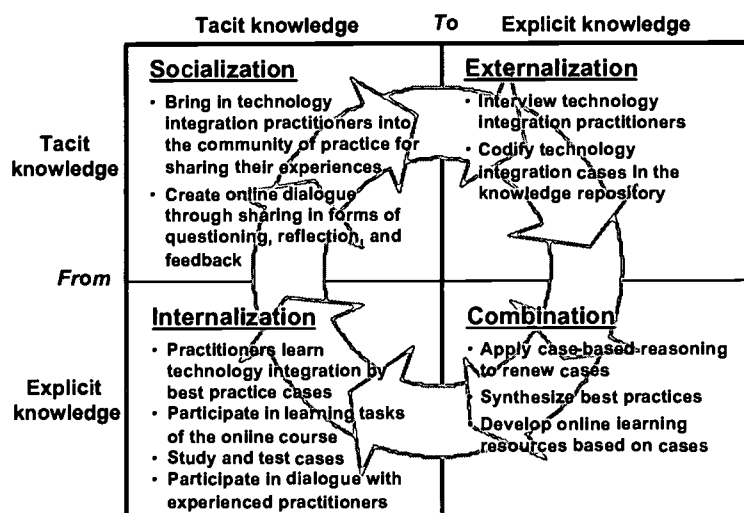 Tacit knowledge To Explicit knowledge
Tacit
knowledge
From
Explicit
knowledge
Socialization
• Bring in technology
integration practitioners into
the community of practice for
sharing their experiences
• Create online dialogue
through sharing in forms of
questioning, reflection, and
feedback
Externalization
• Interview technology
integration practitioners
• Codify technology
integration cases in the
knowledge repository
Internalization
• Practitioners learn
technology integration by
best practice cases
• Participate in learning tasks
of the online course
• Study and test cases
• Participate in dialogue with
experienced practitioners
Combination
• Apply case-based reasoning
to renew cases
Synthesize best practices
• Develop online learning
resources based on cases